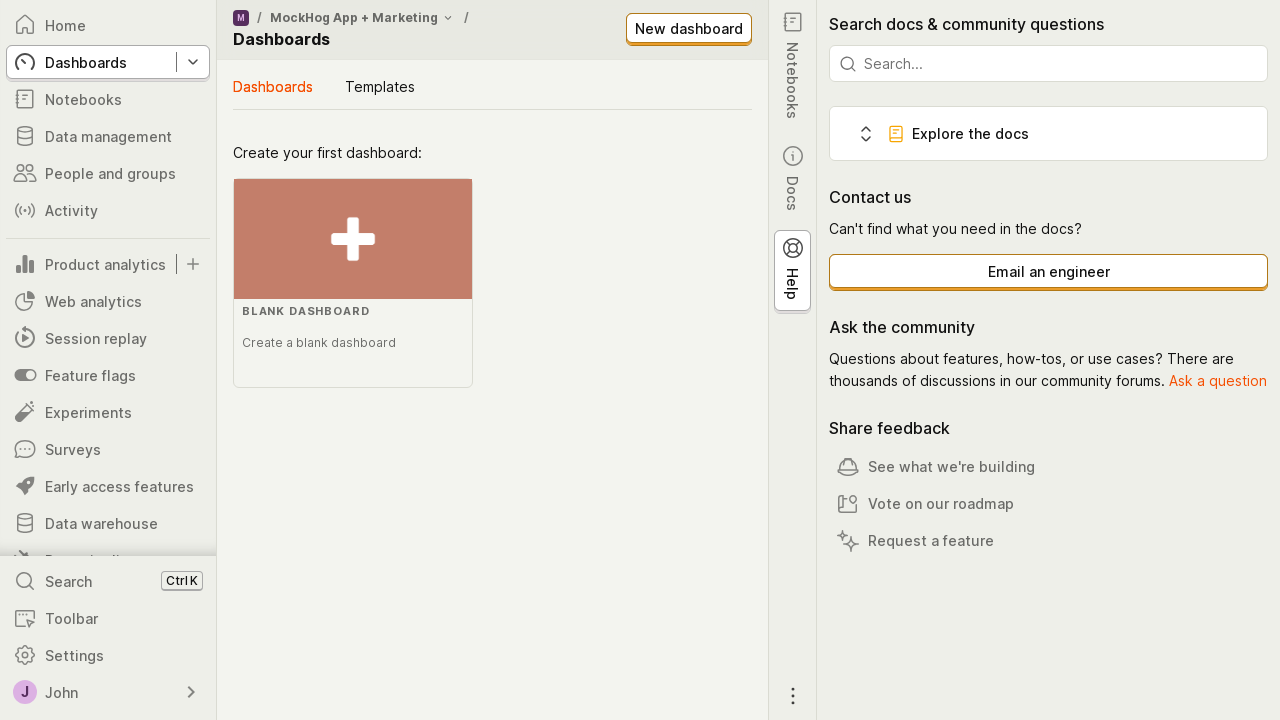 Home
Dashboards
Notebooks
Data management
People and groups
Activity
Product analytics
Web analytics
Session replay
Feature flags
Experiments
Surveys
Early access features
Data warehouse
Search Ctrl K
Toolbar
Settings
J John
M / MockHog App + Marketing /
Dashboards
New dashboard
Dashboards Templates
Create your first dashboard:
BLANK DASHBOARD
Create a blank dashboard
Notebooks
Docs
Help
Search docs & community questions
Search...
Explore the docs
Contact us
Can't find what you need in the docs?
Email an engineer
Ask the community
Questions about features, how-tos, or use cases? There are
thousands of discussions in our community forums. Ask a question
Share feedback
See what we're building
Vote on our roadmap
Request a feature